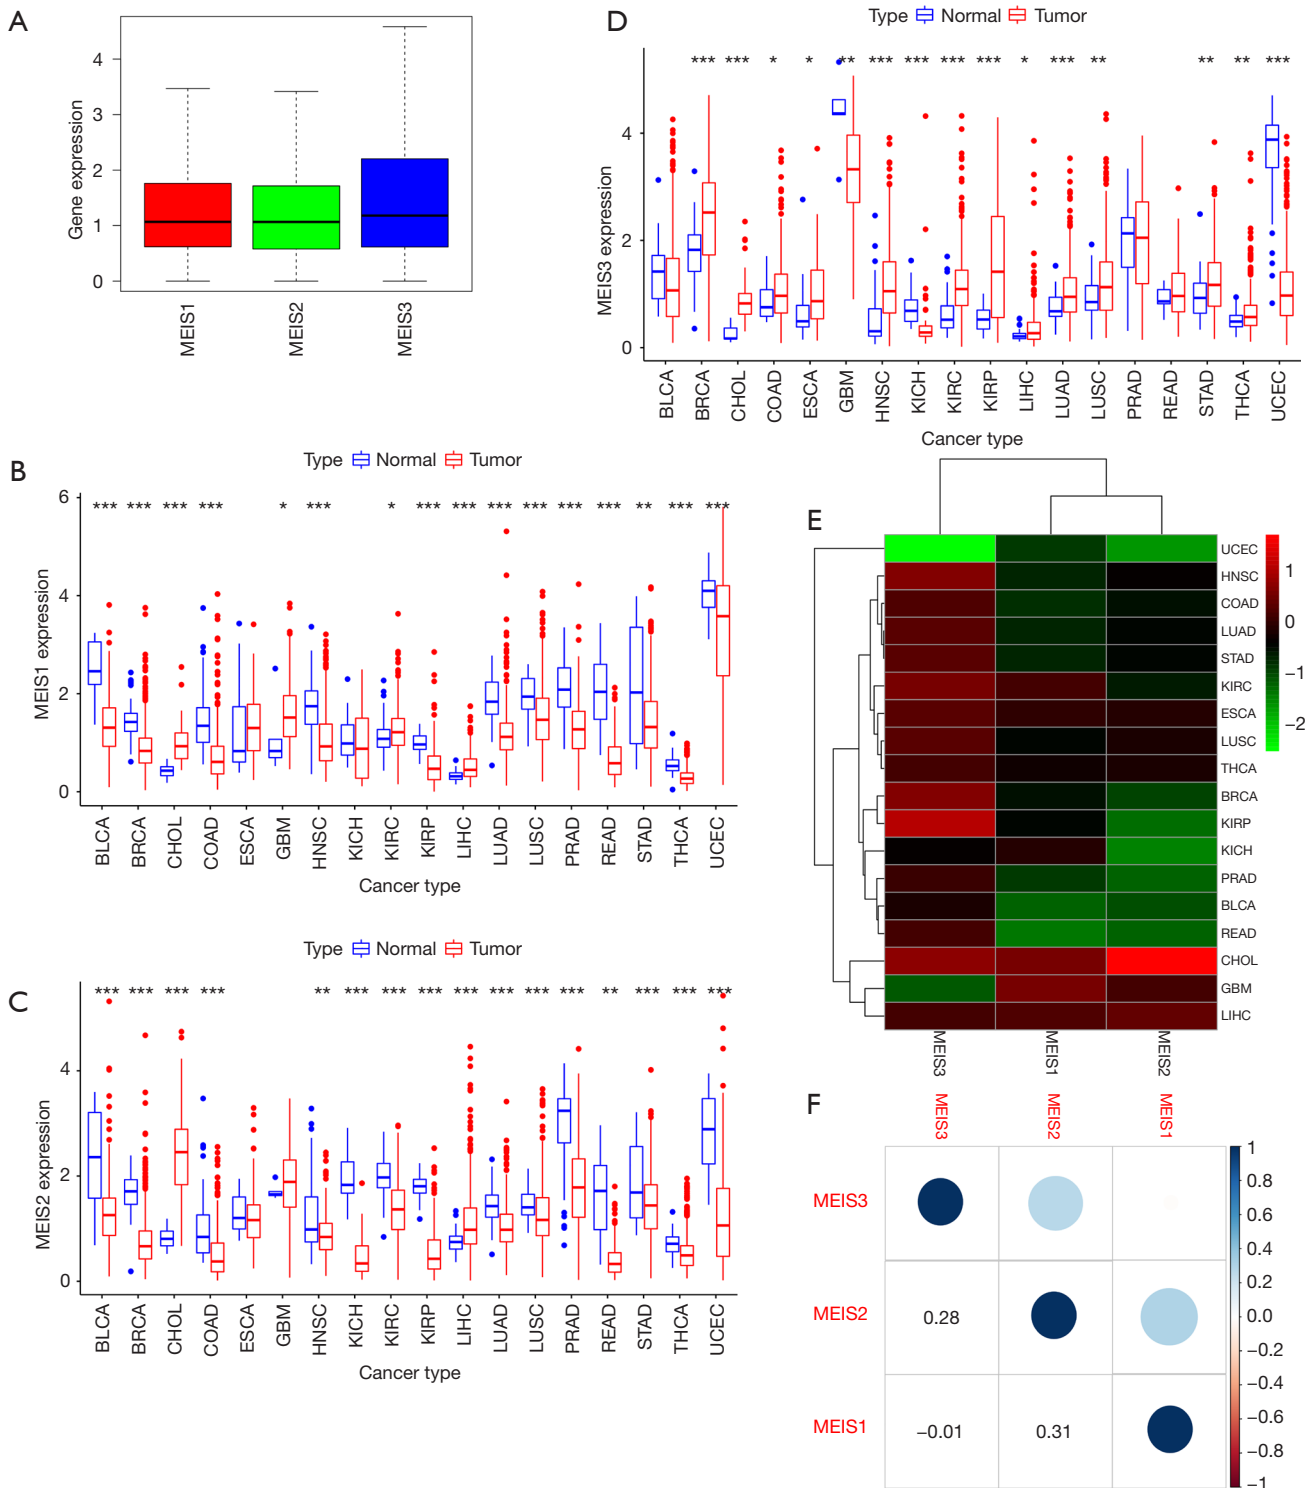 A
Gene expression
4
3
2
1
0
MEIS1
MEIS2
MEIS3
B
Type Normal Tumor
MEIS1 expression
6
4
2
0
*** *** *** *** * *** * *** *** *** *** *** *** ** *** ***
BLCA
BRCA
CHOL
COAD
ESCA
GBM
HNSC
KICH
KIRC
KIRP
LIHC
LUAD
LUSC
PRAD
READ
STAD
THCA
UCEC
Cancer type
C
Type Normal Tumor
MEIS2 expression
4
2
0
*** *** *** *** ** *** *** *** *** *** *** *** ** *** *** ***
BLCA
BRCA
CHOL
COAD
ESCA
GBM
HNSC
KICH
KIRC
KIRP
LIHC
LUAD
LUSC
PRAD
READ
STAD
THCA
UCEC
Cancer type
D
Type Normal Tumor
MEIS3 expression
4
2
0
*** *** * * ** *** *** *** *** * *** ** ** ** ***
BLCA
BRCA
CHOL
COAD
ESCA
GBM
HNSC
KICH
KIRC
KIRP
LIHC
LUAD
LUSC
PRAD
READ
STAD
THCA
UCEC
Cancer type
E
UCEC
HNSC
COAD
LUAD
STAD
KIRC
ESCA
LUSC
THCA
BRCA
KIRP
KICH
PRAD
BLCA
READ
CHOL
GBM
LIHC
MEIS3
MEIS1
MEIS2
1
0
−1
−2
F
MEIS3
MEIS2
MEIS1
MEIS3
MEIS2
0.28
MEIS1
−0.01
0.31
1
0.8
0.6
0.4
0.2
0.0
−0.2
−0.4
−0.6
−0.8
−1